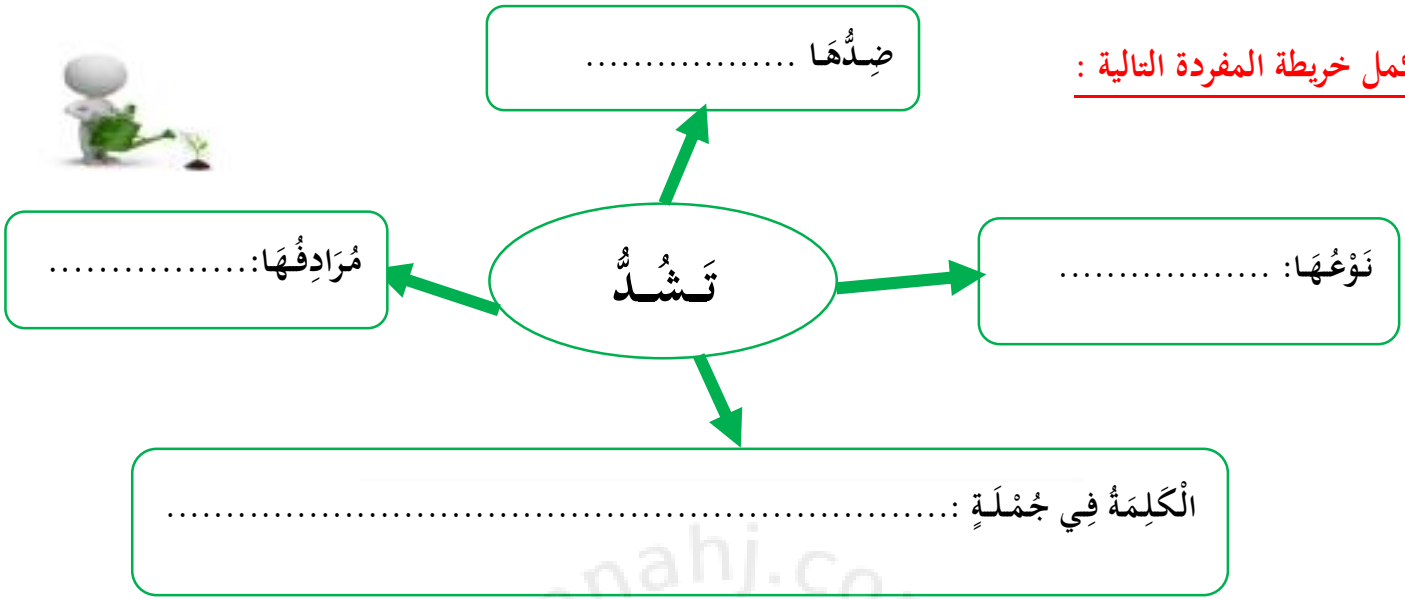 كمل خريطة المفردة التالية :
ضِدُّهَا ..................
نَوْعُهَا: ..................
تَشُدُّ
مُرَادِفُهَا:................
الْكَلِمَةُ فِي جُمْلَةٍ :..................................................................